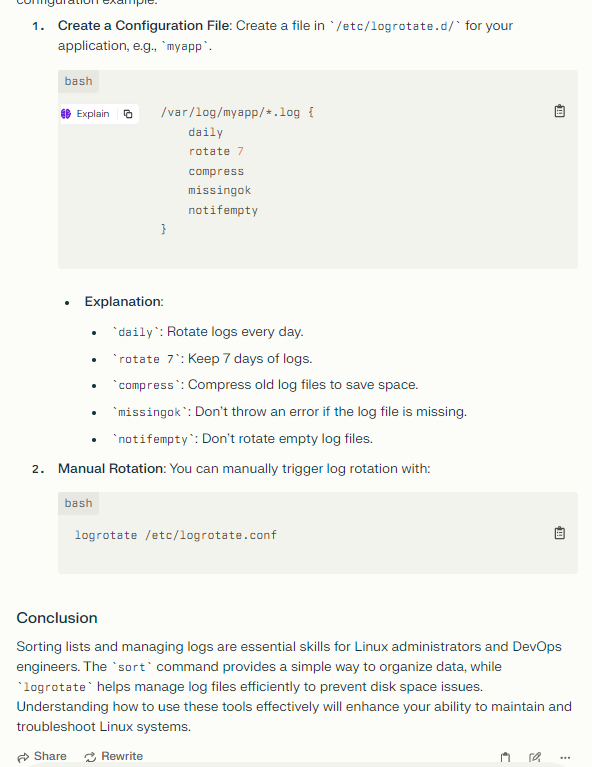 configuration example:
1. Create a Configuration File: Create a file in `/etc/logrotate.d/` for your
application, e.g., `myapp`.
bash
Explain
/var/log/myapp/*.log {
daily
rotate 7
compress
missingok
notifempty
}
• Explanation:
• `daily`: Rotate logs every day.
• `rotate 7`: Keep 7 days of logs.
• `compress`: Compress old log files to save space.
• `missingok`: Don't throw an error if the log file is missing.
• `notifempty`: Don't rotate empty log files.
2. Manual Rotation: You can manually trigger log rotation with:
bash
logrotate /etc/logrotate.conf
Conclusion
Sorting lists and managing logs are essential skills for Linux administrators and DevOps
engineers. The `sort` command provides a simple way to organize data, while
`logrotate` helps manage log files efficiently to prevent disk space issues.
Understanding how to use these tools effectively will enhance your ability to maintain and
troubleshoot Linux systems.
Share Rewrite